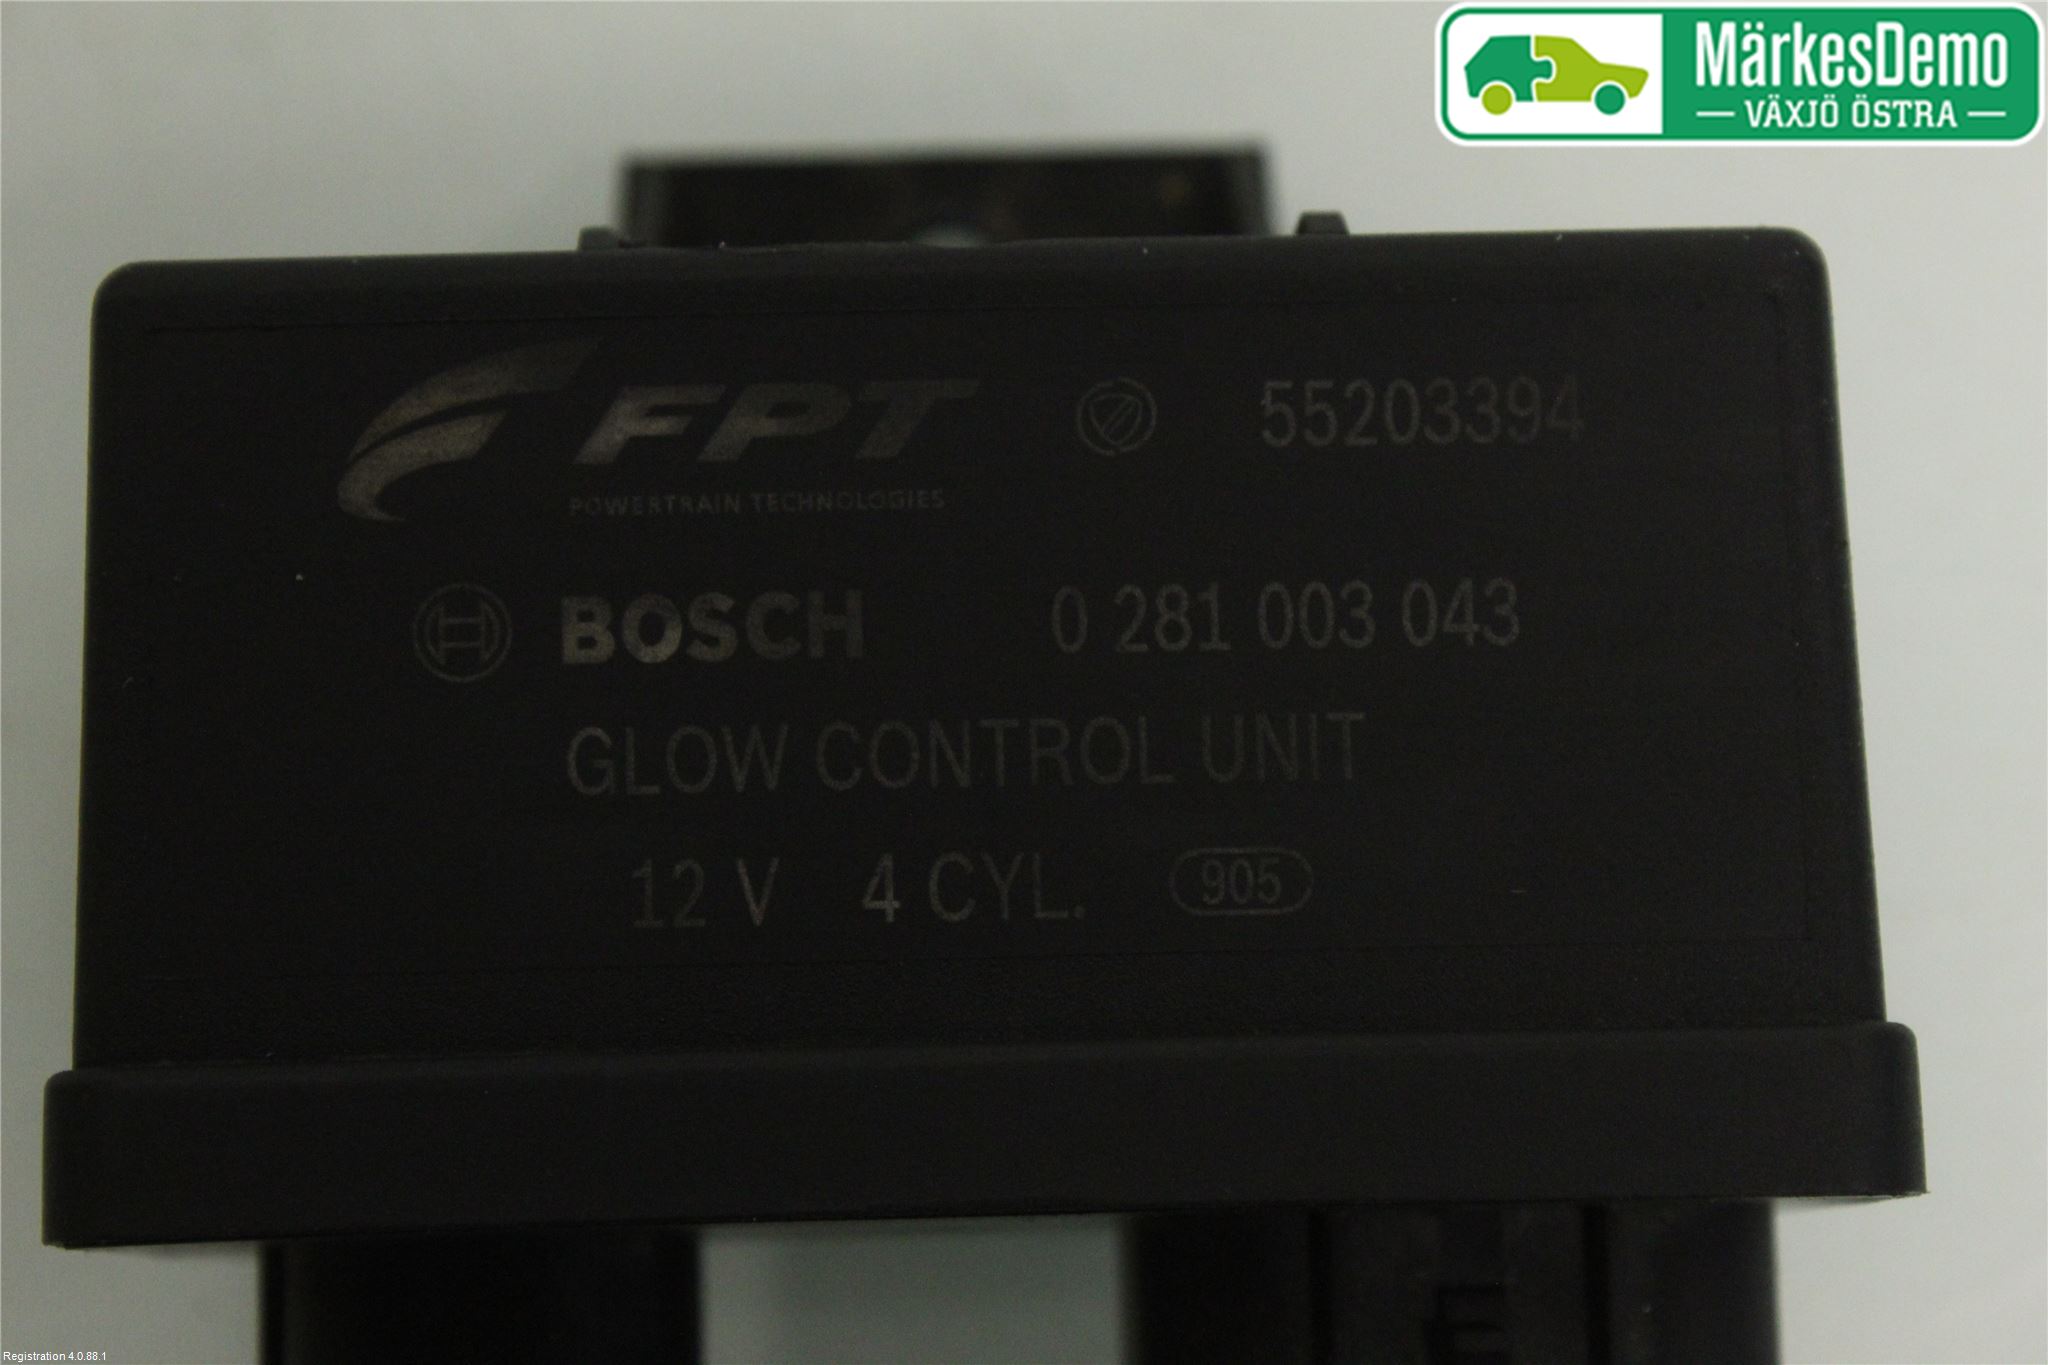 MärkesDemo
VÄXJÖ ÖSTRA
FPT 55203394
POWERTRAIN TECHNOLOGIES
BOSCH 0 281 003 043
GLOW CONTROL UNIT
12 V 4 CYL. 905
Registration 4.0.88.1